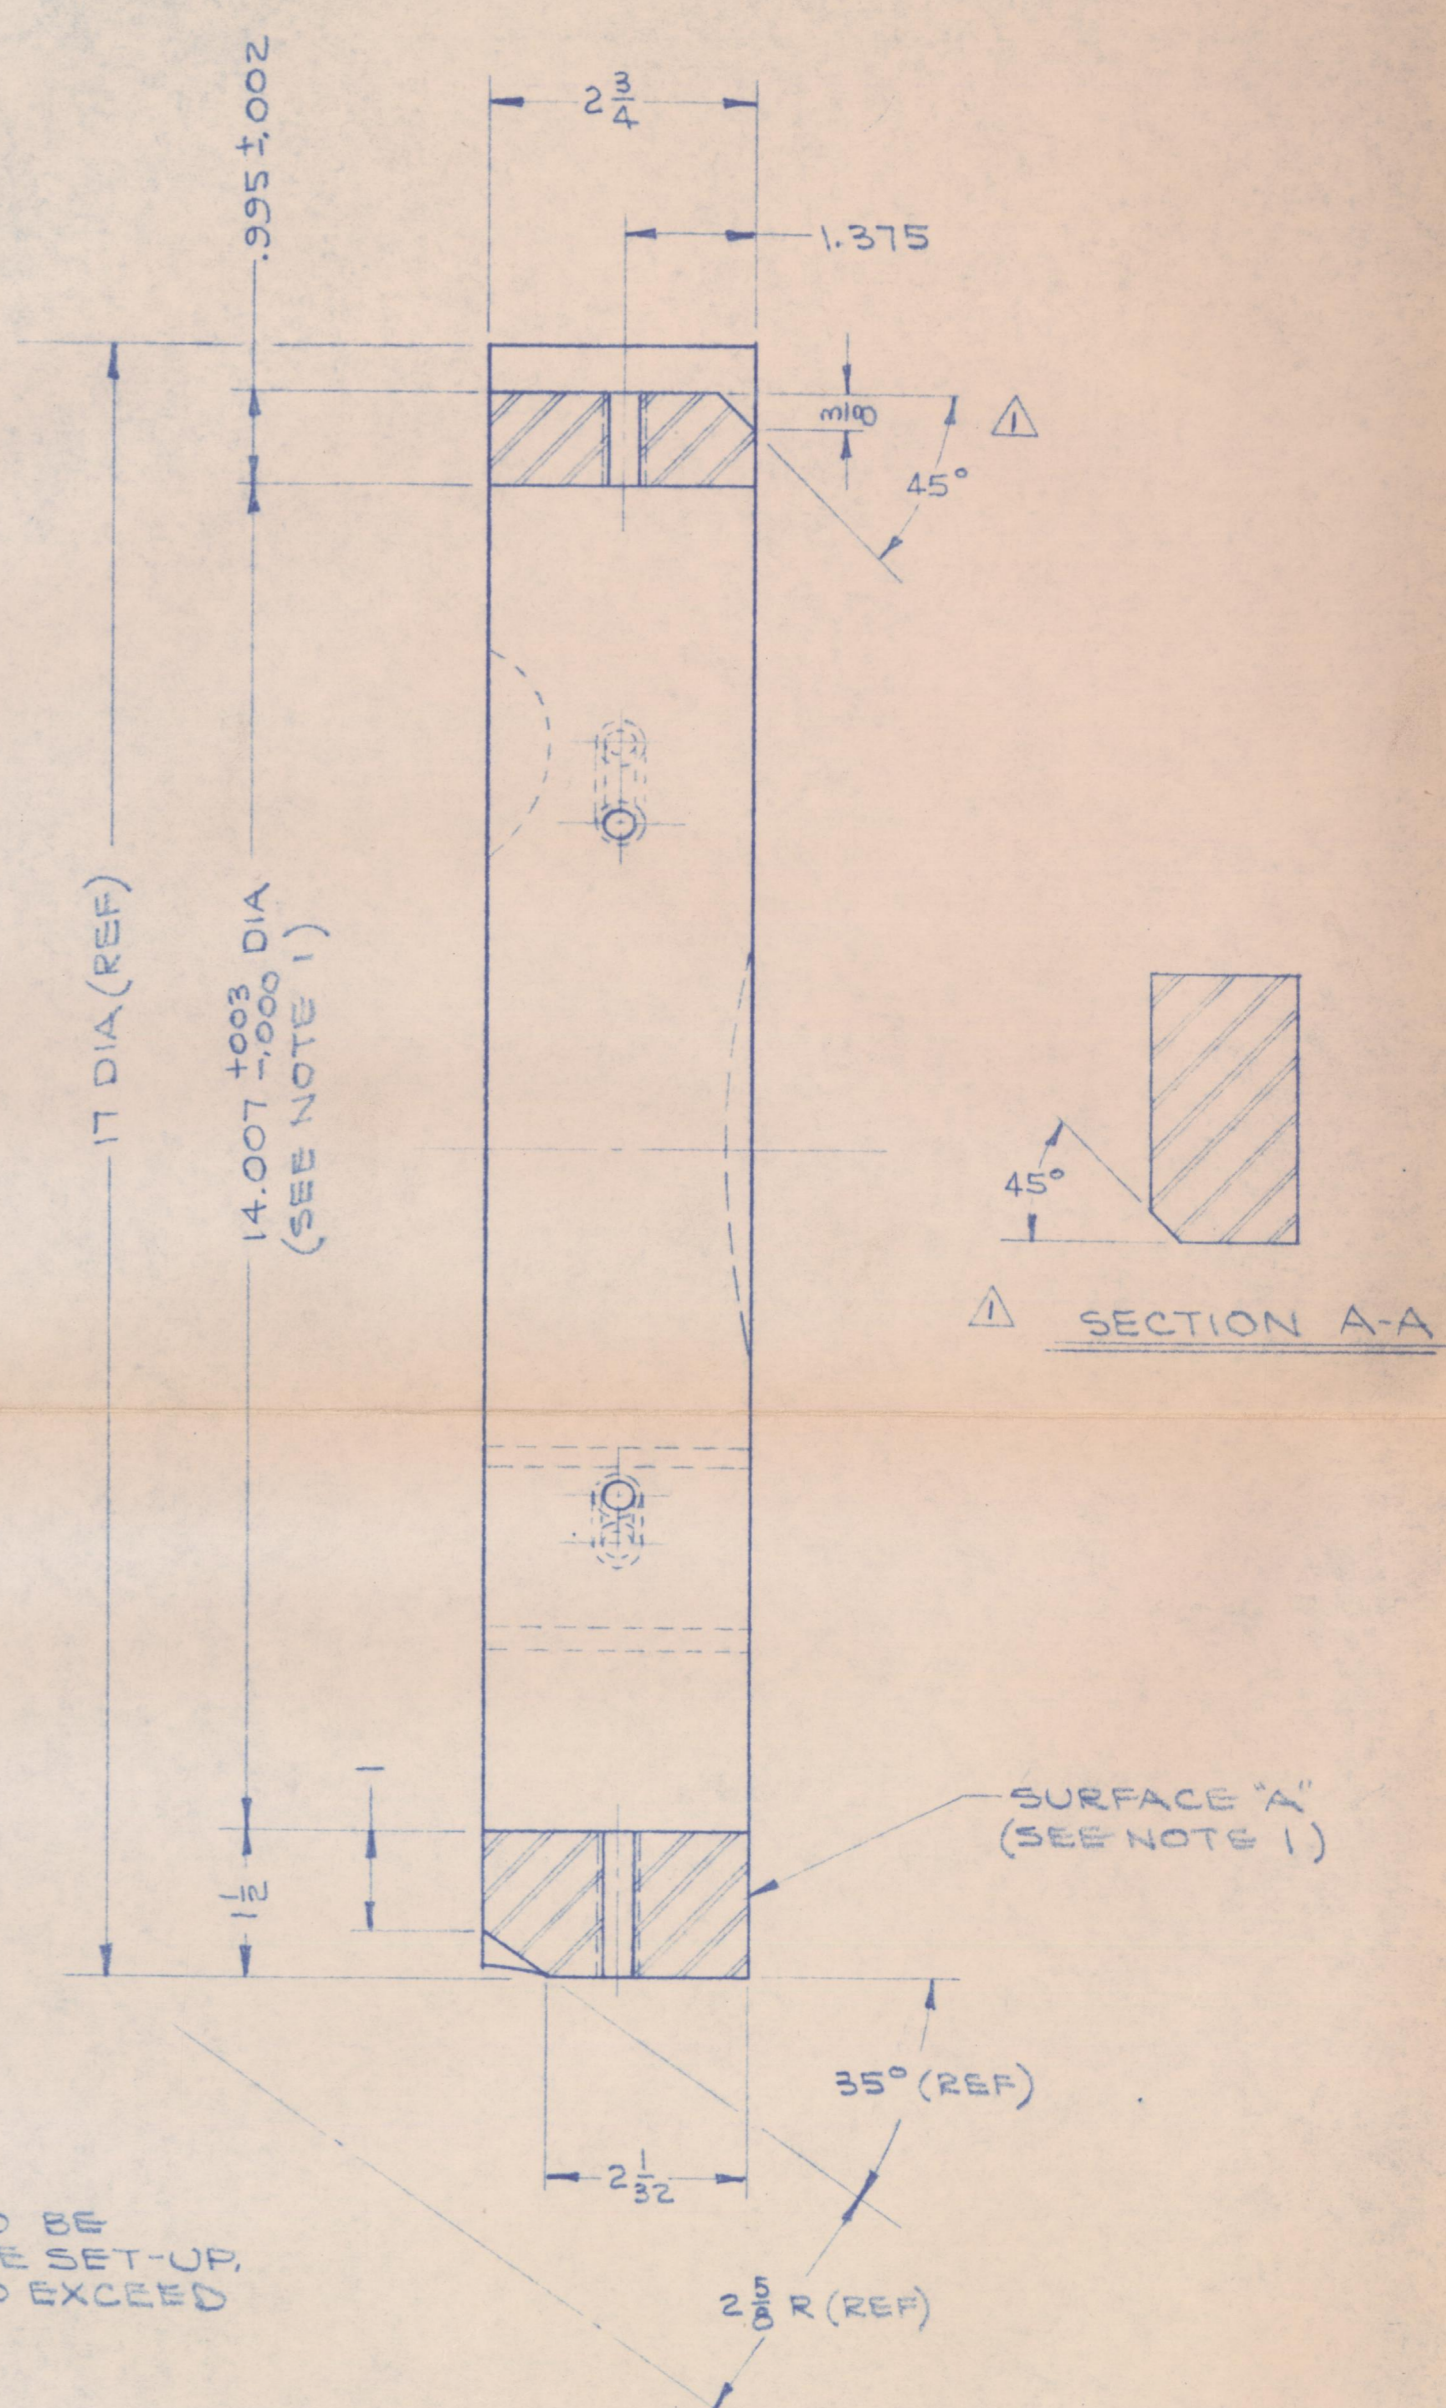 2 3/4
.995 ±.002
1.375
3/8
1
45°
17 DIA (REF)
14.007 +003 -.000 DIA
(SEE NOTE 1)
45°
1 SECTION A-A
1
1 1/2
SURFACE "A"
(SEE NOTE 1)
35° (REF)
2 1/32
2 5/8 R (REF)
BE
SET-UP.
EXCEED